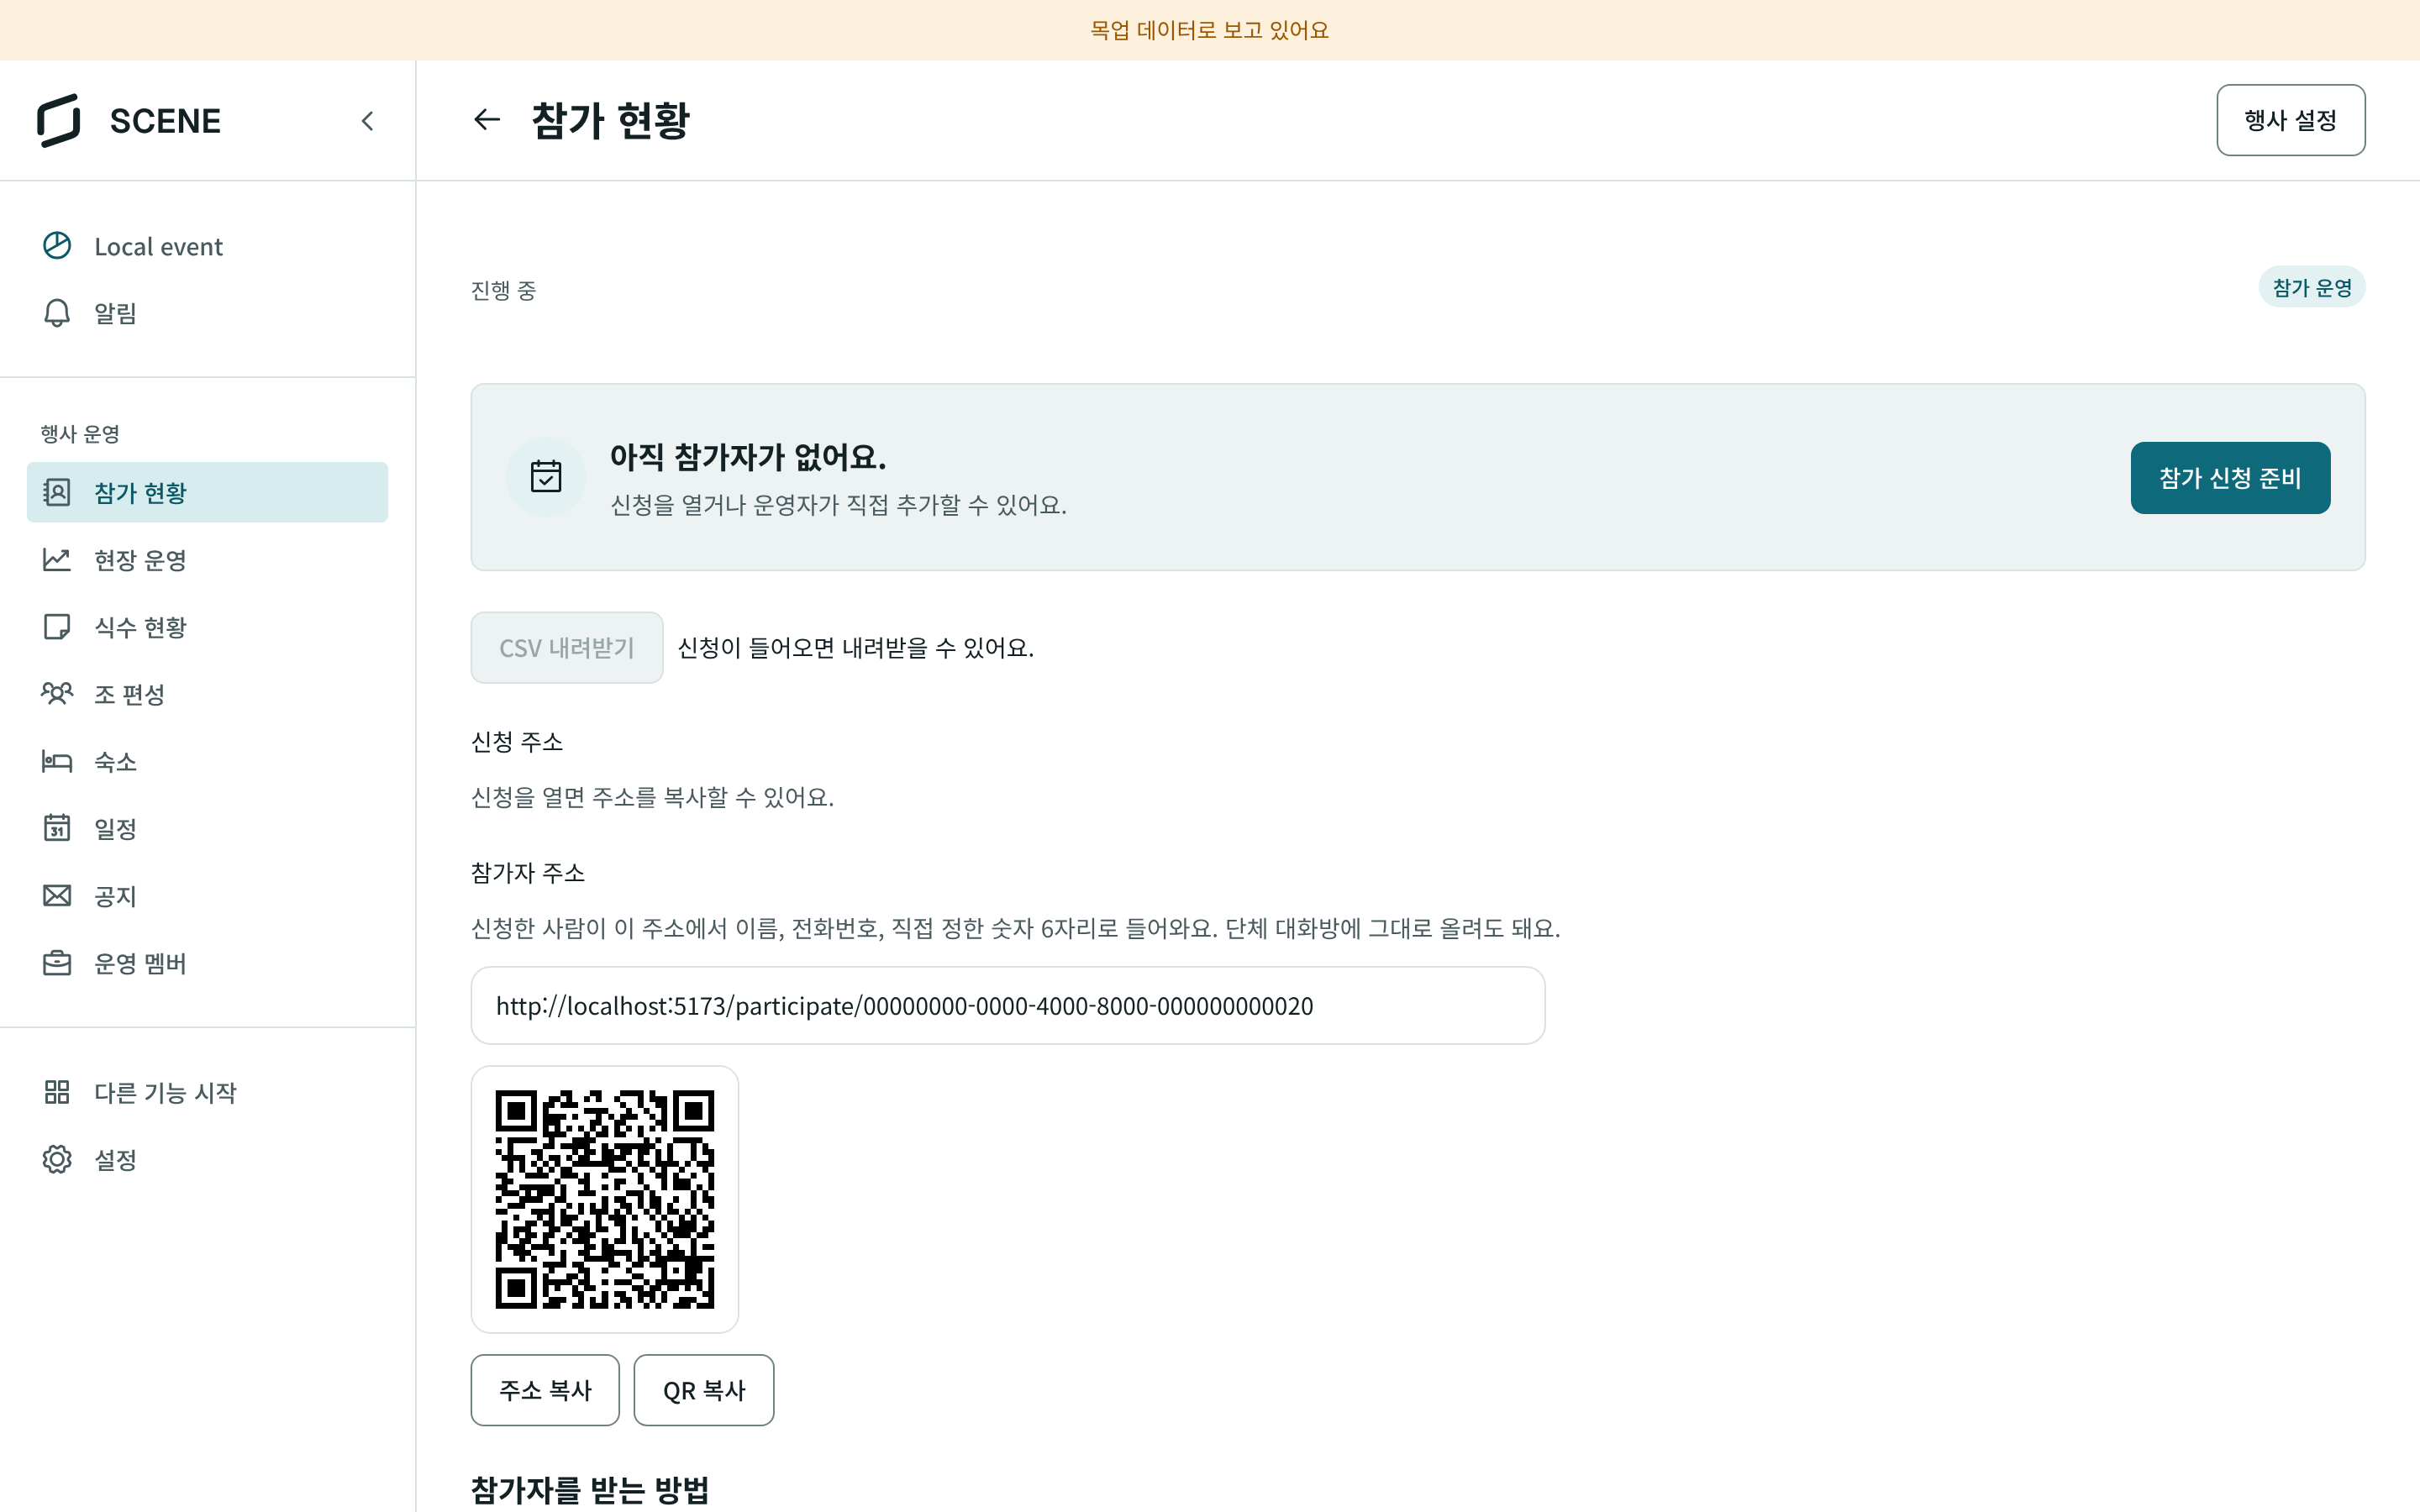 목업 데이터로 보고 있어요
SCENE
참가 현황
행사 설정
Local event
알림
진행 중
참가 운영
행사 운영
참가 현황
현장 운영
식수 현황
조 편성
숙소
31
일정
공지
운영 멤버
다른 기능 시작
설정
아직 참가자가 없어요.
신청을 열거나 운영자가 직접 추가할 수 있어요.
참가 신청 준비
CSV 내려받기
신청이 들어오면 내려받을 수 있어요.
신청 주소
신청을 열면 주소를 복사할 수 있어요.
참가자 주소
신청한 사람이 이 주소에서 이름, 전화번호, 직접 정한 숫자 6자리로 들어와요. 단체 대화방에 그대로 올려도 돼요.
http://localhost:5173/participate/00000000-0000-4000-8000-000000000020
주소 복사
QR 복사
참가자를 받는 방법